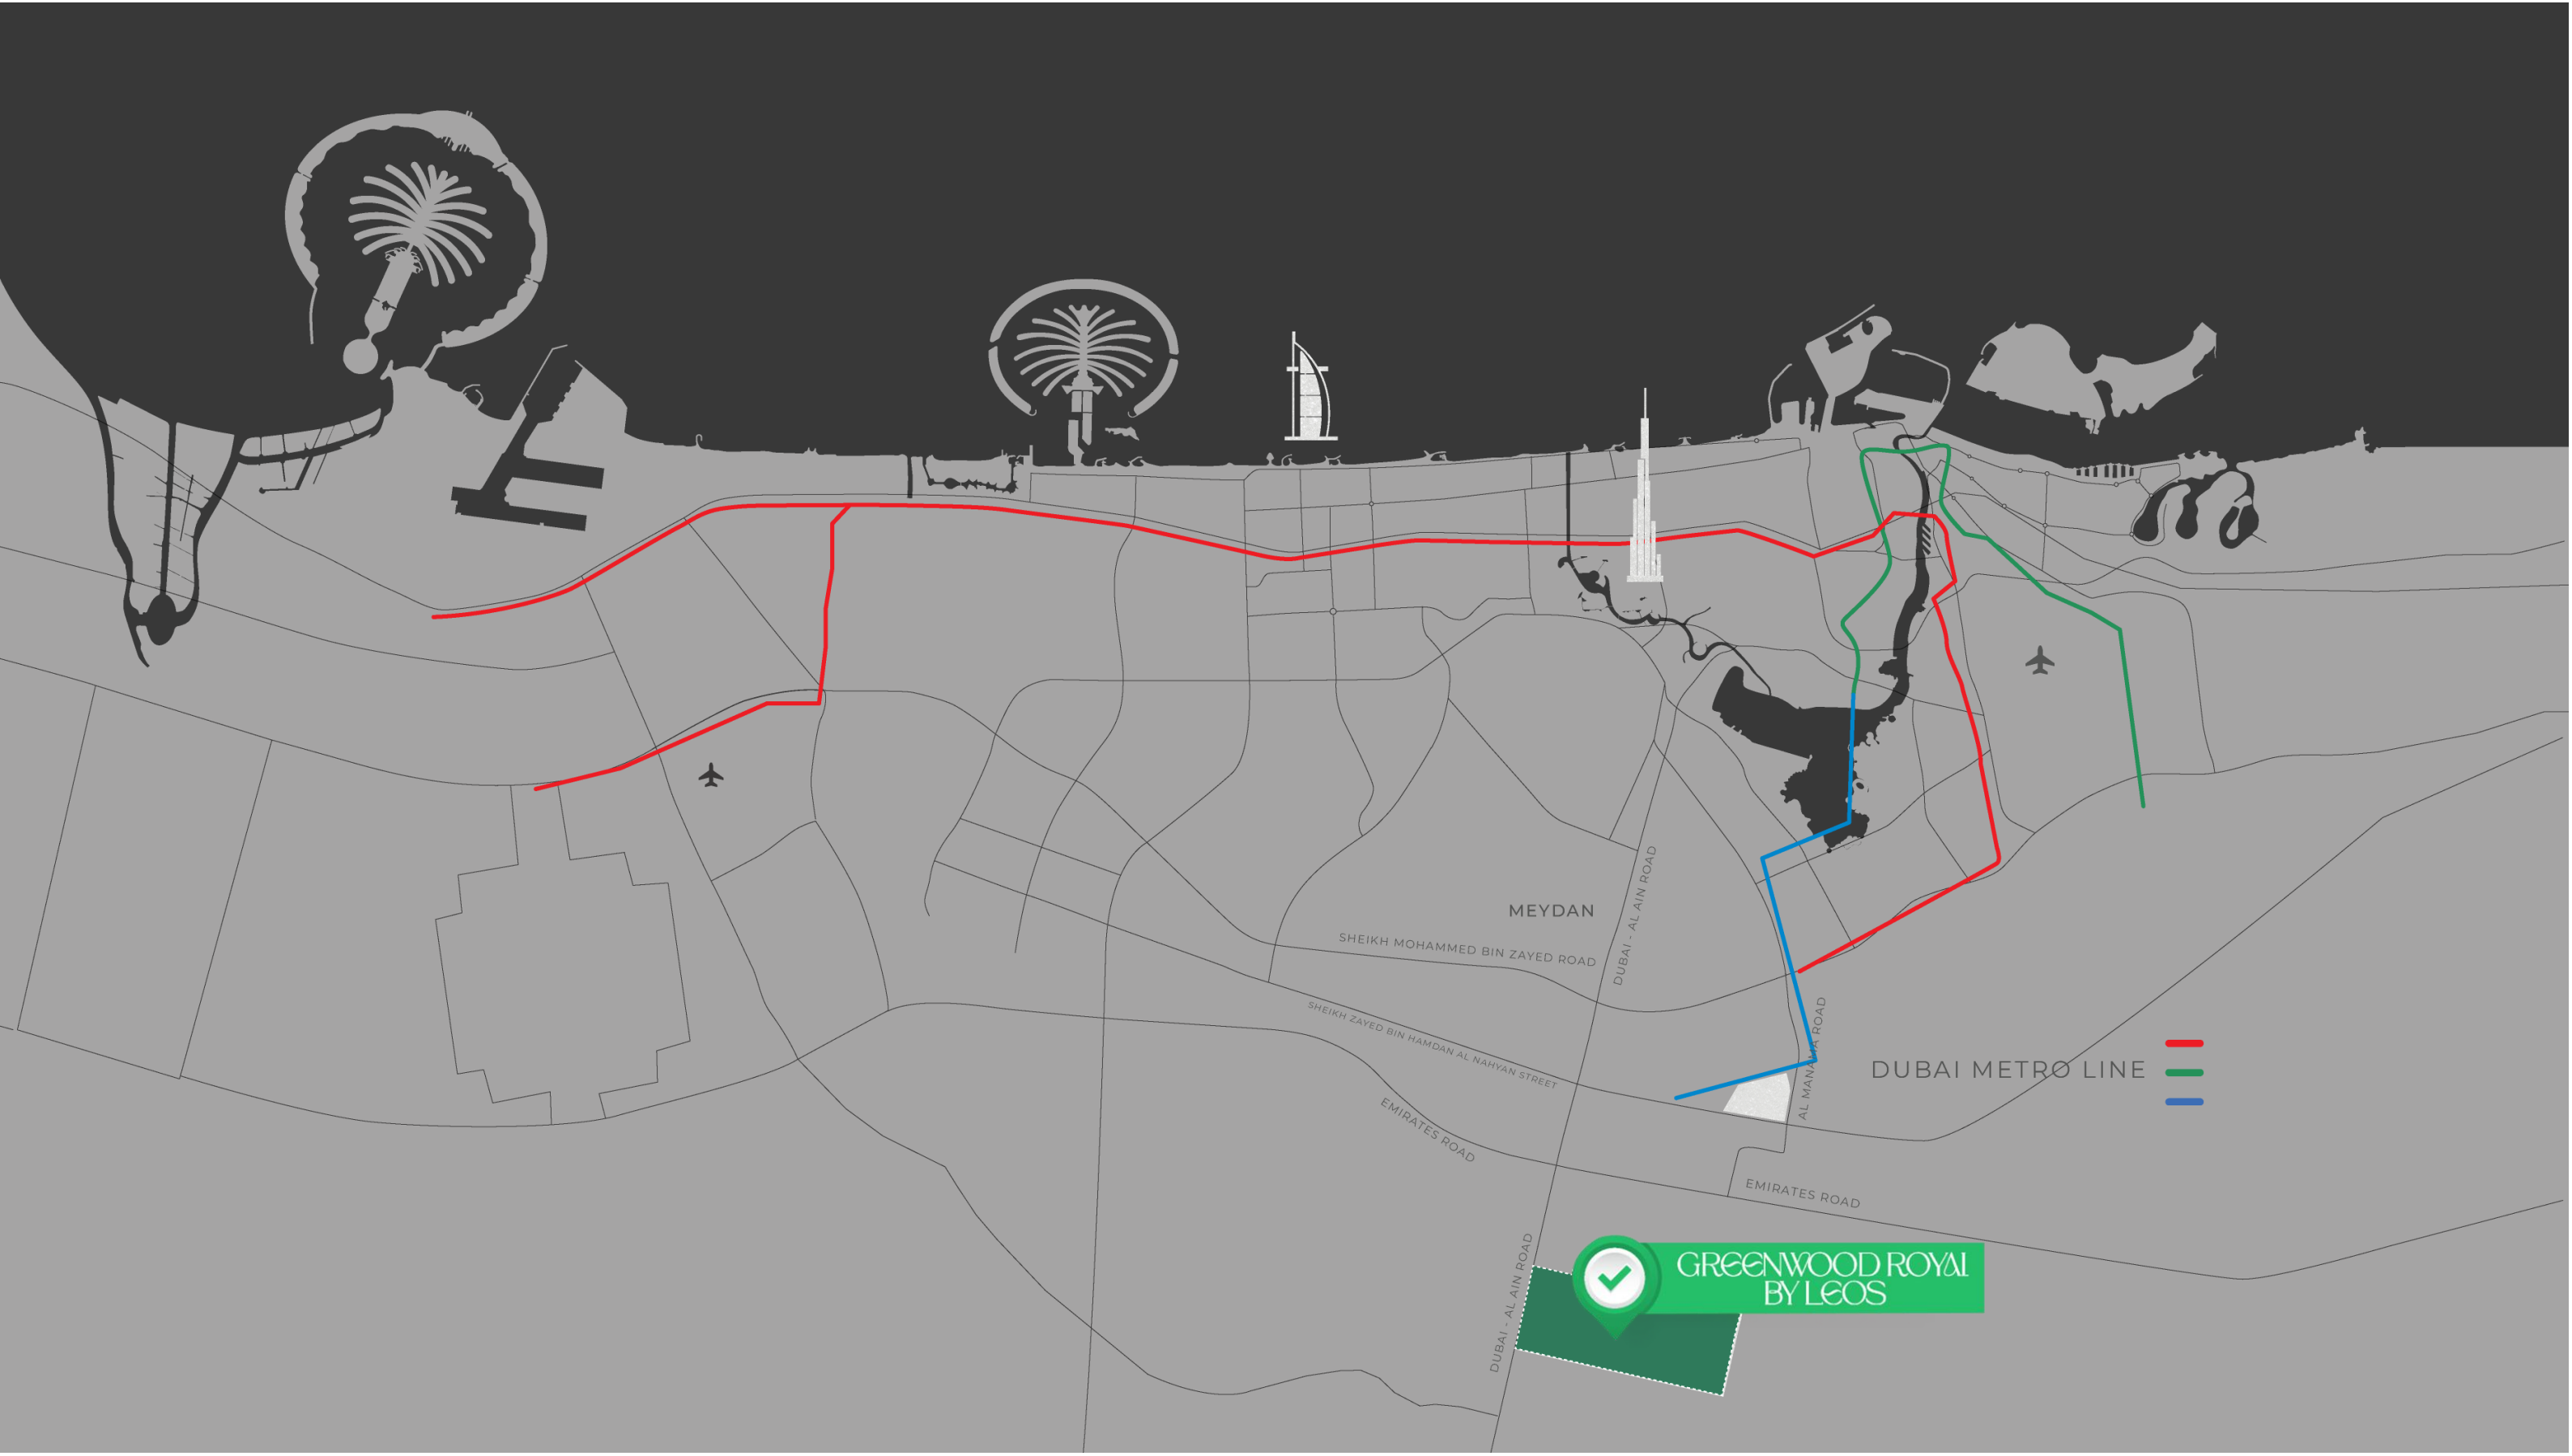 MEYDAN
DUBAI - AL AIN ROAD
SHEIKH MOHAMMED BIN ZAYED ROAD
SHEIKH ZAYED BIN HAMDAN AL NAHYAN STREET
AL MANAMA ROAD
DUBAI METRO LINE
EMIRATES ROAD
EMIRATES ROAD
DUBAI - AL AIN ROAD
GREENWOOD ROYAL
BY LEOS